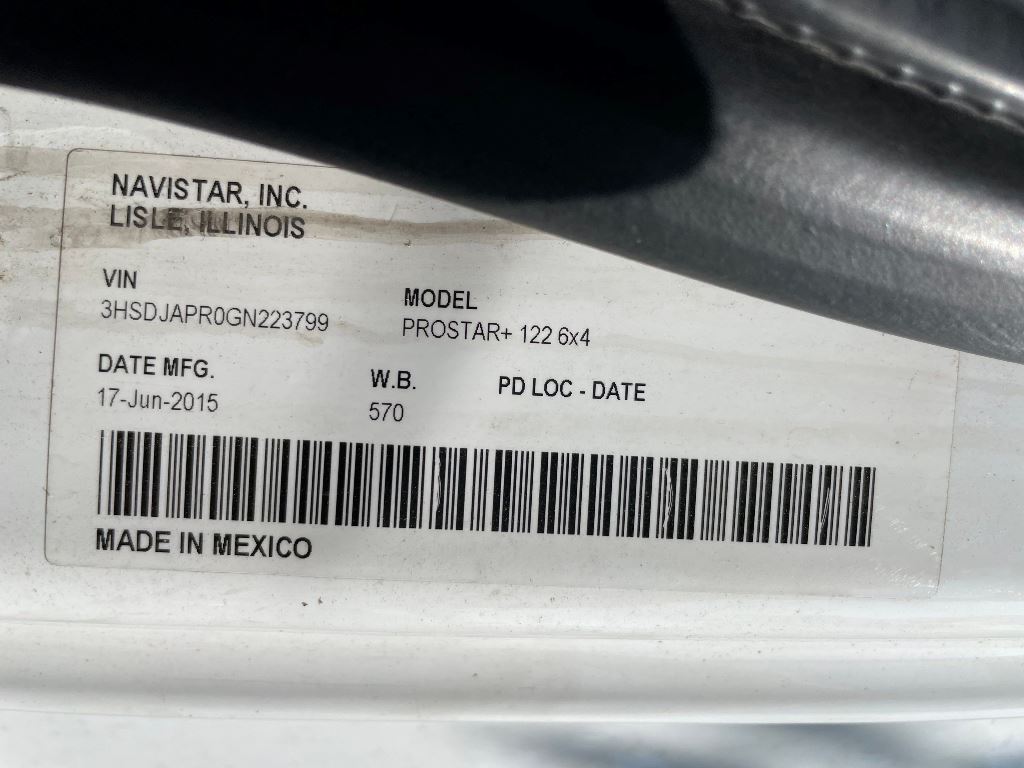 NAVISTAR, INC.
LISLE, ILLINOIS
VIN
3HSDJAPR0GN223799
MODEL
PROSTAR+ 122 6x4
DATE MFG.
17-Jun-2015
W.B.
570
PD LOC - DATE
MADE IN MEXICO